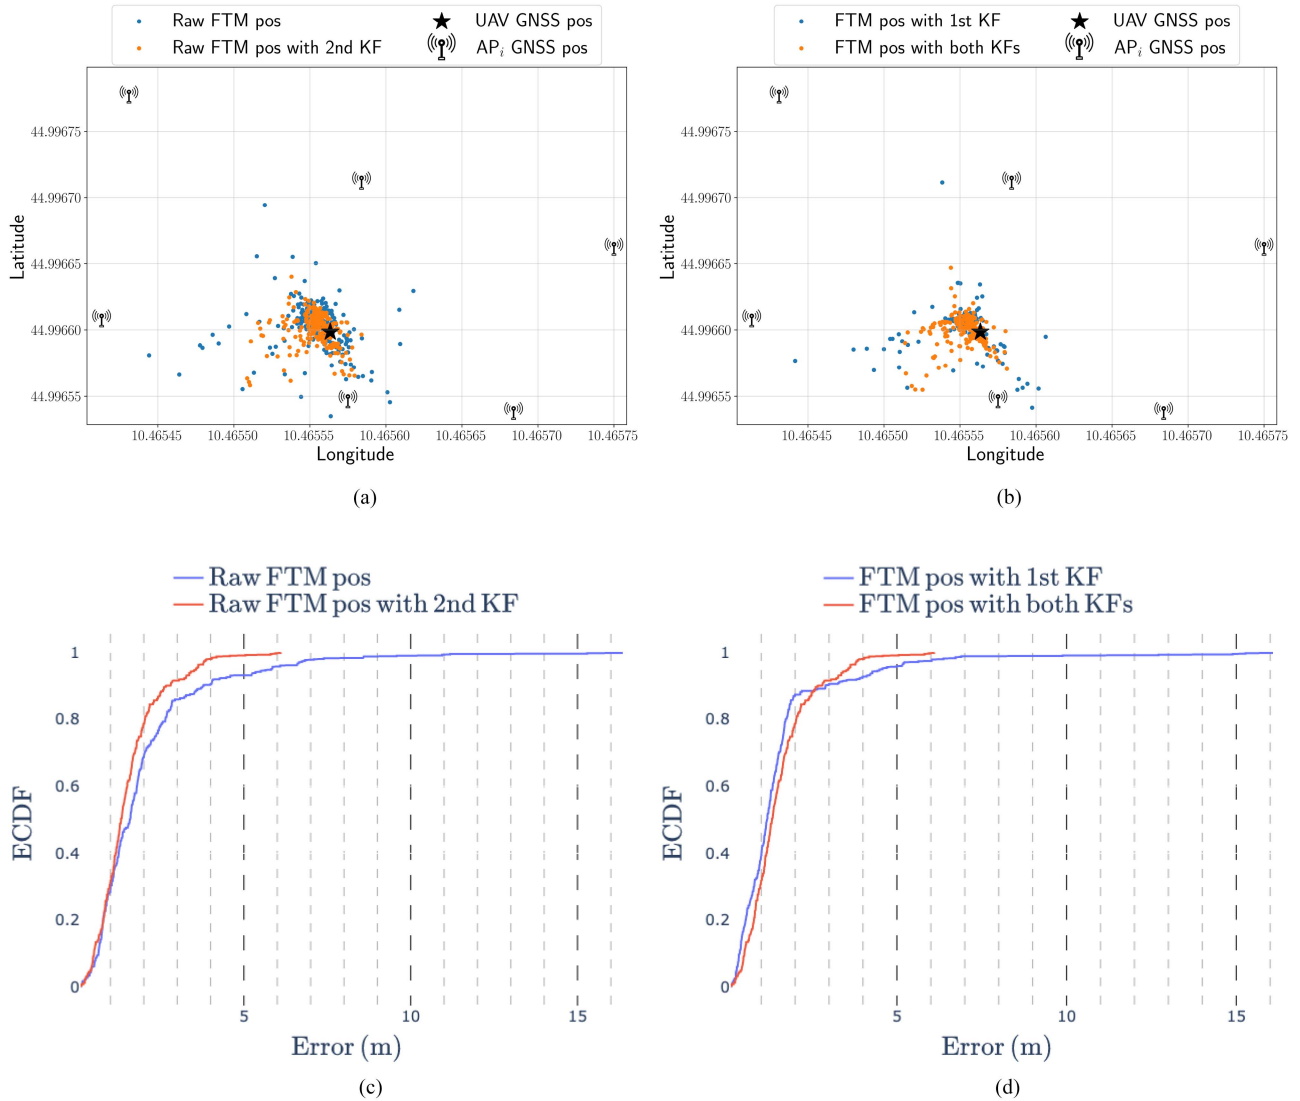 Raw FTM pos
UAV GNSS pos
Raw FTM pos with 2nd KF
APi GNSS pos
44.99675
44.99670
44.99665
44.99660
44.99655
Latitude
10.46545 10.46550 10.46555 10.46560 10.46565 10.46570 10.46575
Longitude
(a)
FTM pos with 1st KF
UAV GNSS pos
FTM pos with both KFs
APi GNSS pos
44.99675
44.99670
44.99665
44.99660
44.99655
Latitude
10.46545 10.46550 10.46555 10.46560 10.46565 10.46570 10.46575
Longitude
(b)
Raw FTM pos
Raw FTM pos with 2nd KF
1
0.8
0.6
0.4
0.2
0
ECDF
5 10 15
Error (m)
(c)
FTM pos with 1st KF
FTM pos with both KFs
1
0.8
0.6
0.4
0.2
0
ECDF
5 10 15
Error (m)
(d)